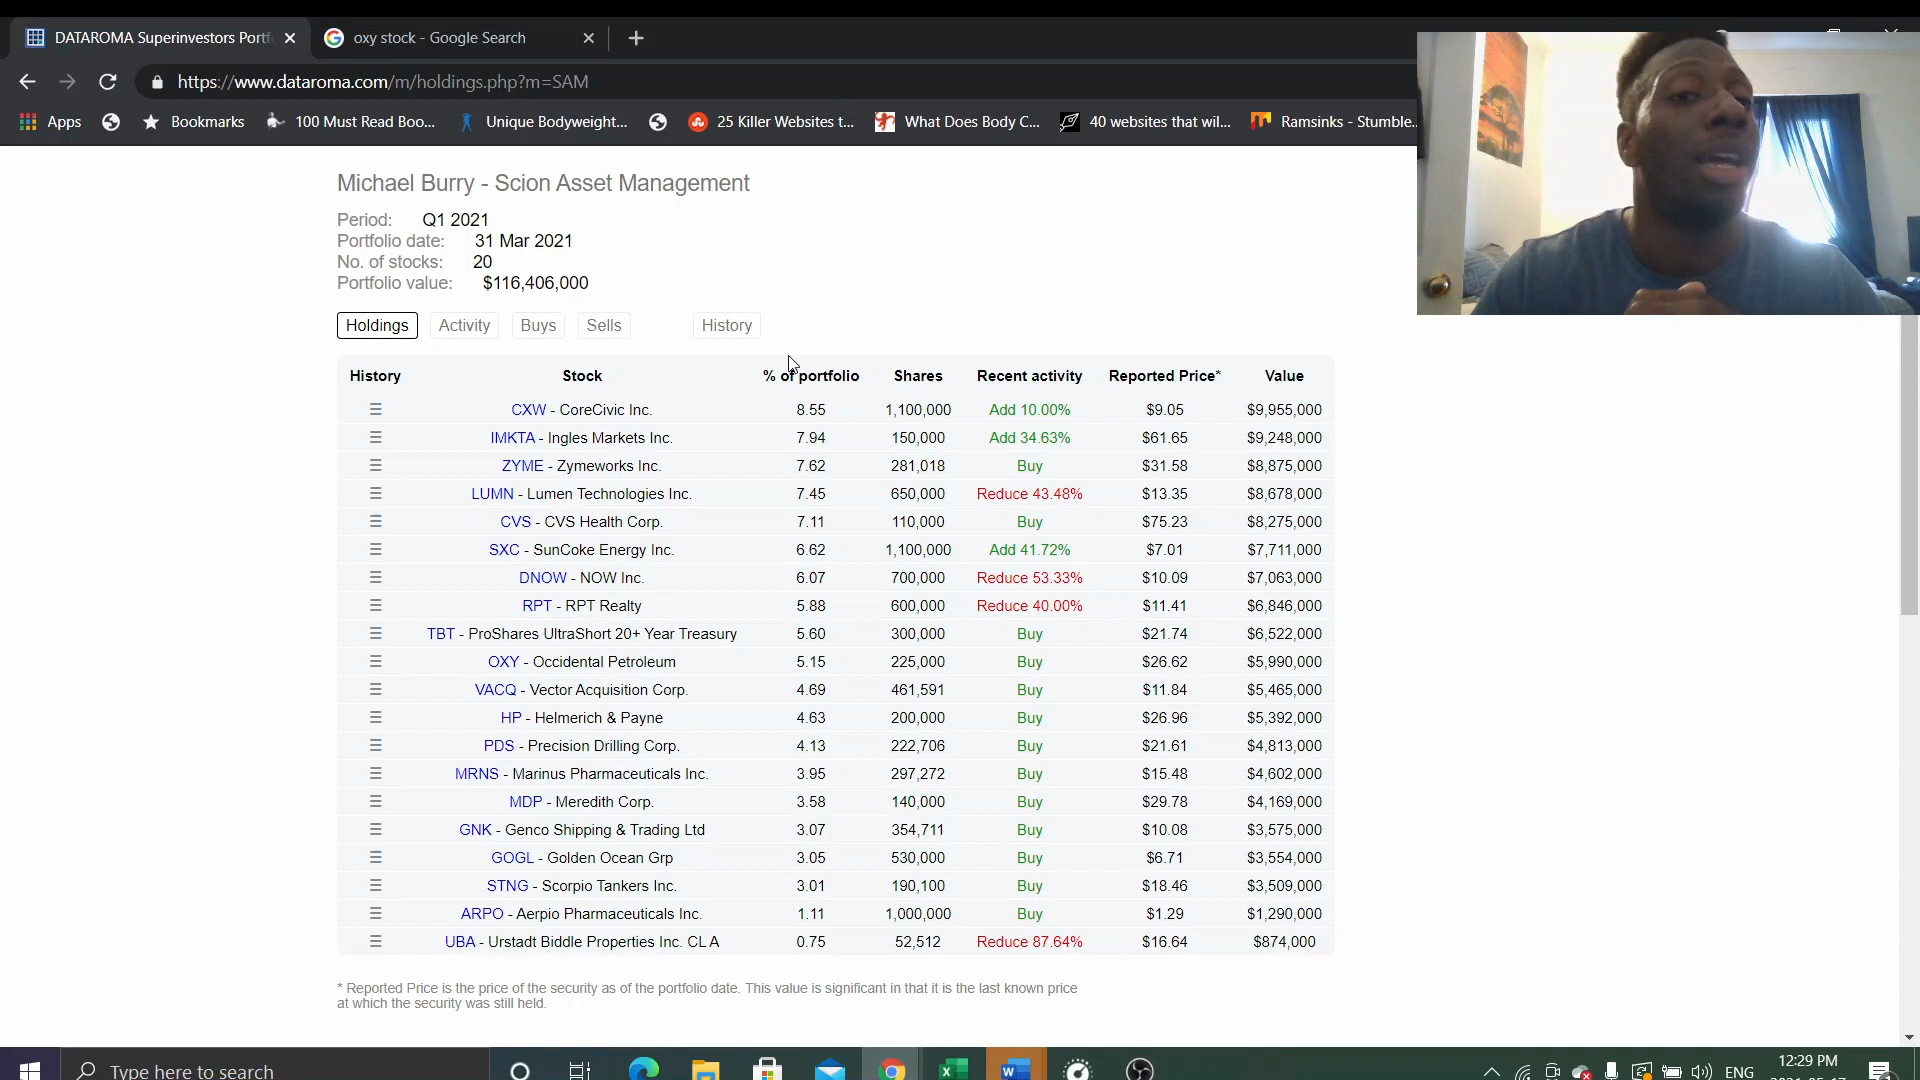 DATAROMA Superinvestors Portf
oxy stock - Google Search
https://www.dataroma.com/m/holdings.php?m=SAM
Apps Bookmarks 100 Must Read Boo... Unique Bodyweight... 25 Killer Websites t... What Does Body C... 40 websites that wil... Ramsinks - Stumble...
Michael Burry - Scion Asset Management
Period: Q1 2021
Portfolio date: 31 Mar 2021
No. of stocks: 20
Portfolio value: $116,406,000
Holdings Activity Buys Sells History
History Stock % of portfolio Shares Recent activity Reported Price* Value
CXW - CoreCivic Inc. 8.55 1,100,000 Add 10.00% $9.05 $9,955,000
IMKTA - Ingles Markets Inc. 7.94 150,000 Add 34.63% $61.65 $9,248,000
ZYME - Zymeworks Inc. 7.62 281,018 Buy $31.58 $8,875,000
LUMN - Lumen Technologies Inc. 7.45 650,000 Reduce 43.48% $13.35 $8,678,000
CVS - CVS Health Corp. 7.11 110,000 Buy $75.23 $8,275,000
SXC - SunCoke Energy Inc. 6.62 1,100,000 Add 41.72% $7.01 $7,711,000
DNOW - NOW Inc. 6.07 700,000 Reduce 53.33% $10.09 $7,063,000
RPT - RPT Realty 5.88 600,000 Reduce 40.00% $11.41 $6,846,000
TBT - ProShares UltraShort 20+ Year Treasury 5.60 300,000 Buy $21.74 $6,522,000
OXY - Occidental Petroleum 5.15 225,000 Buy $26.62 $5,990,000
VACQ - Vector Acquisition Corp. 4.69 461,591 Buy $11.84 $5,465,000
HP - Helmerich & Payne 4.63 200,000 Buy $26.96 $5,392,000
PDS - Precision Drilling Corp. 4.13 222,706 Buy $21.61 $4,813,000
MRNS - Marinus Pharmaceuticals Inc. 3.95 297,272 Buy $15.48 $4,602,000
MDP - Meredith Corp. 3.58 140,000 Buy $29.78 $4,169,000
GNK - Genco Shipping & Trading Ltd 3.07 354,711 Buy $10.08 $3,575,000
GOGL - Golden Ocean Grp 3.05 530,000 Buy $6.71 $3,554,000
STNG - Scorpio Tankers Inc. 3.01 190,100 Buy $18.46 $3,509,000
ARPO - Aerpio Pharmaceuticals Inc. 1.11 1,000,000 Buy $1.29 $1,290,000
UBA - Urstadt Biddle Properties Inc. CL A 0.75 52,512 Reduce 87.64% $16.64 $874,000
* Reported Price is the price of the security as of the portfolio date. This value is significant in that it is the last known price
at which the security was still held.
Type here to search
ENG
12:29 PM